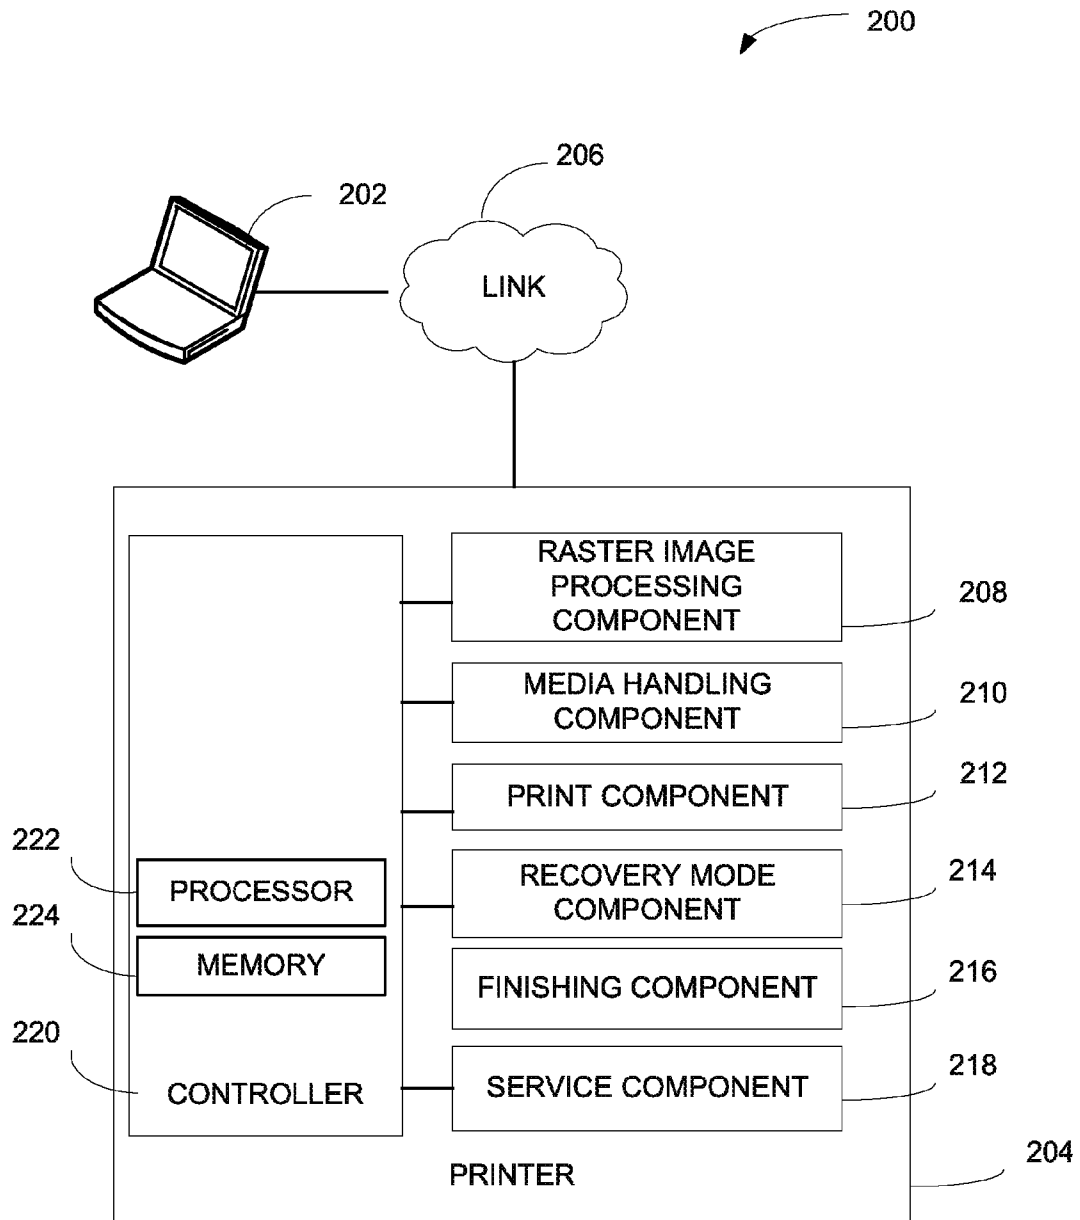 200
206
202
LINK
RASTER IMAGE
PROCESSING
COMPONENT
208
MEDIA HANDLING
COMPONENT
210
PRINT COMPONENT
212
222
PROCESSOR
RECOVERY MODE
COMPONENT
214
224
MEMORY
FINISHING COMPONENT
216
220
CONTROLLER
SERVICE COMPONENT
218
PRINTER
204